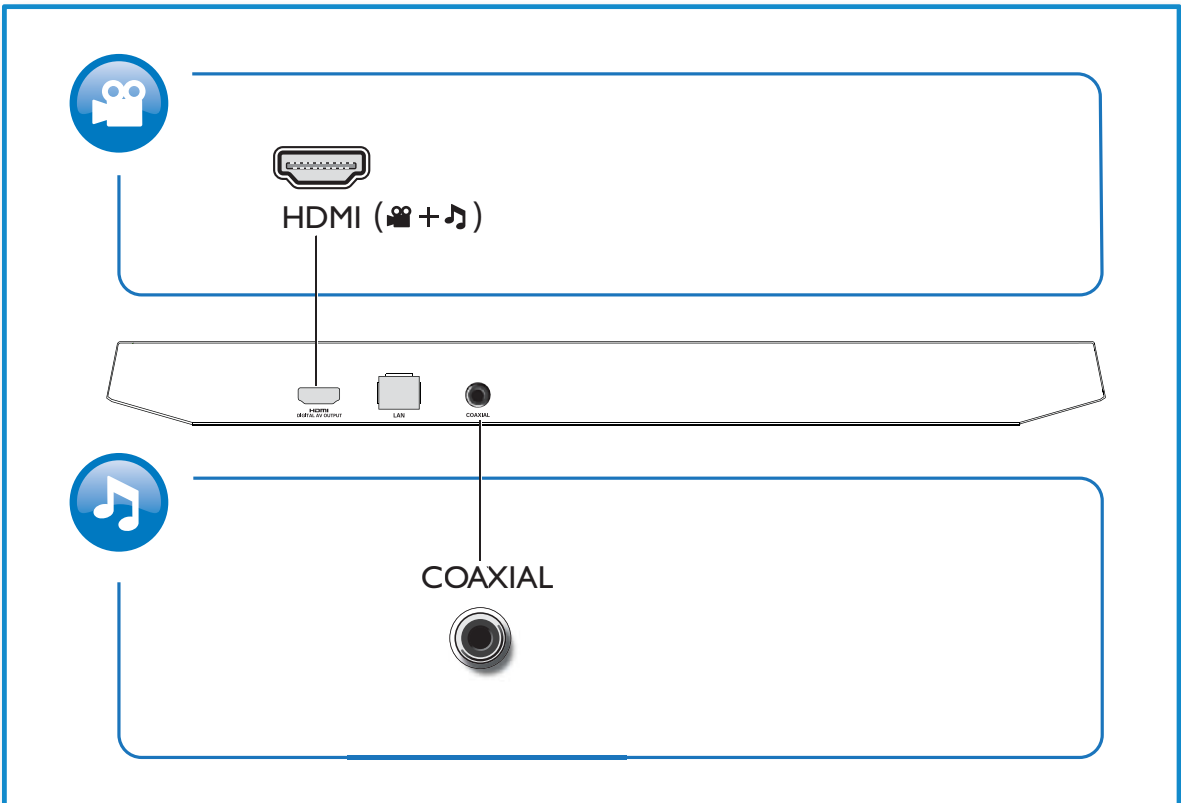 HDMI ( + )
HDMI
DIGITAL AV OUTPUT
LAN
COAXIAL
COAXIAL